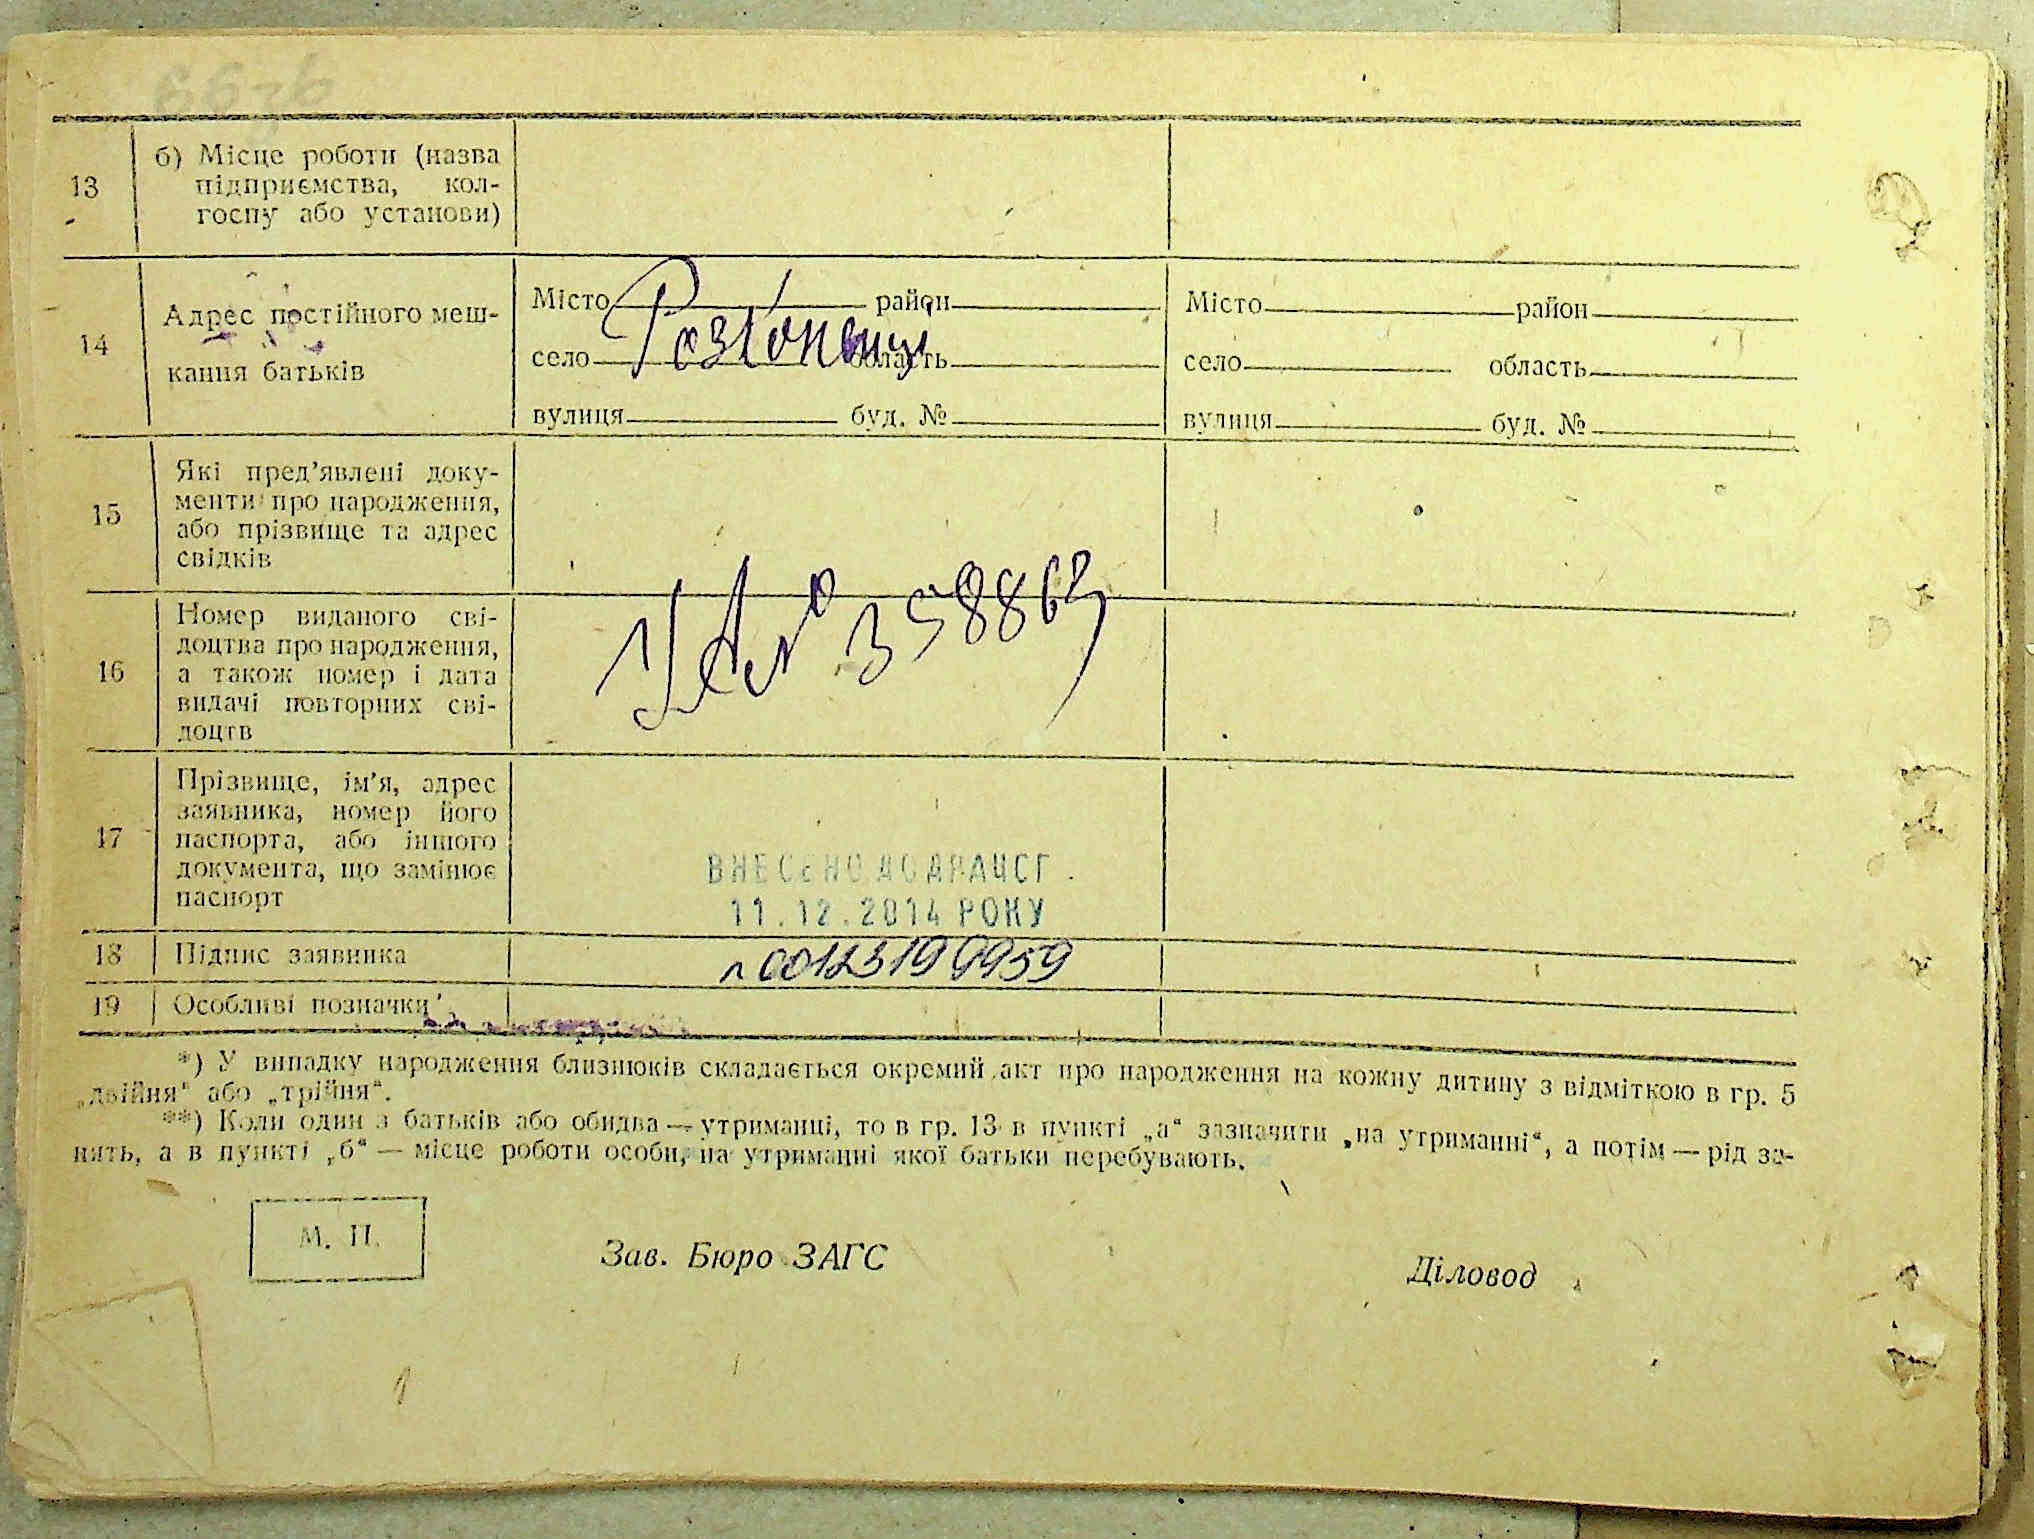 13
б) Місце роботи (назва
підприємства, кол-
госпу або установи)
14
Адрес постійного меш-
кання батьків
Місто район
село область
вулиця буд. №
Місто район
село область
вулиця буд. №
15
Які пред'явлені доку-
менти про народження,
або прізвище та адрес
свідків
16
Номер виданого сві-
доцтва про народження,
а також номер і дата
видачі повторних сві-
доцтв
№ 358863
17
Прізвище, ім'я, адрес
заявника, номер його
паспорта, або іншого
документа, що замінює
паспорт
ВНЕСЕНО ДО ДРАЦСГ
11.12.2014 РОКУ
18
Підпис заявника
00123199959
19
Особливі позначки
*) У випадку народження близнюків складається окремий акт про народження на кожну дитину з відміткою в гр. 5
„двійня“ або „трійня“.
**) Коли один з батьків або обидва — утриманці, то в гр. 13 в пункті „а“ зазначити „на утриманні“, а потім — рід за-
нять, а в пункті „б“ — місце роботи особи, на утриманні якої батьки перебувають.
М. П.
Зав. Бюро ЗАГС
Діловод